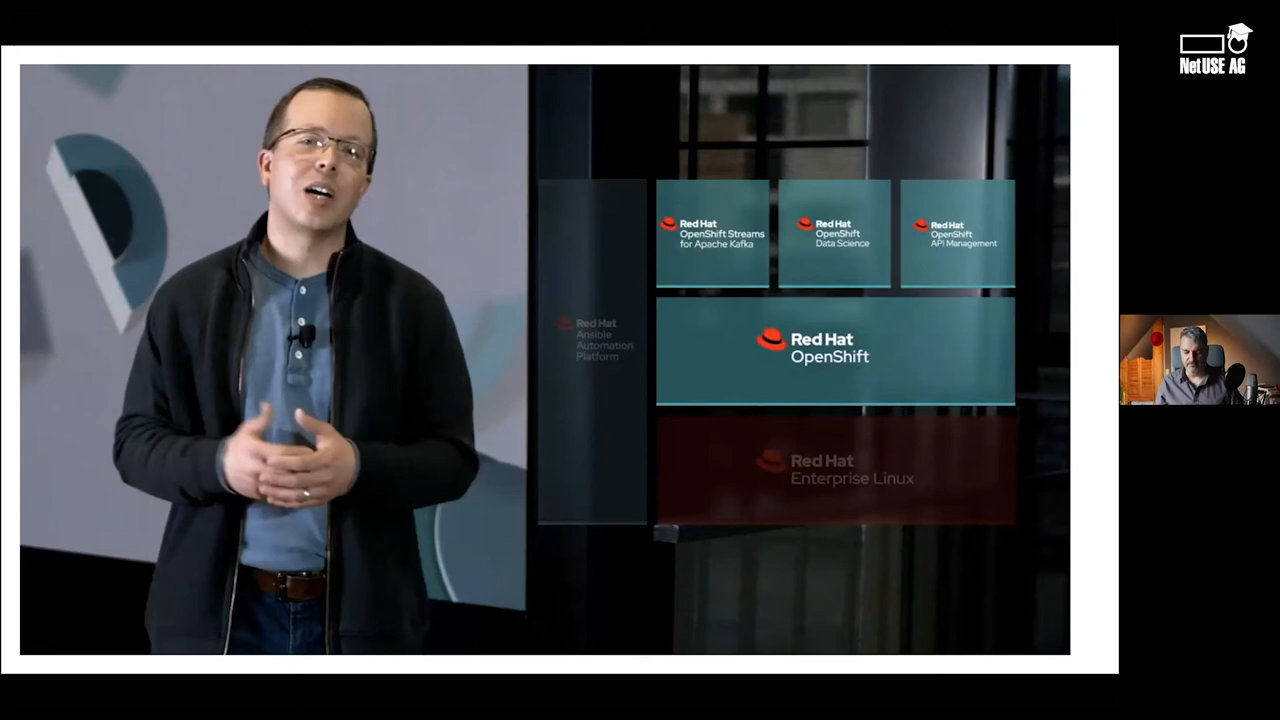 NetUSE AG
Red Hat
OpenShift Streams
for Apache Kafka
Red Hat
OpenShift
Data Science
Red Hat
OpenShift
API Management
Red Hat
Ansible
Automation
Platform
Red Hat
OpenShift
Red Hat
Enterprise Linux